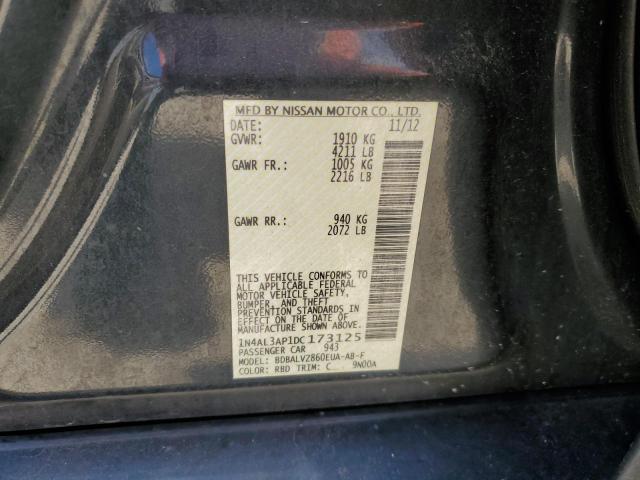 MFD BY NISSAN MOTOR CO., LTD.
DATE: 11/12
GVWR: 1910 KG
4211 LB
GAWR FR.: 1005 KG
2216 LB
GAWR RR.: 940 KG
2072 LB
THIS VEHICLE CONFORMS TO
ALL APPLICABLE FEDERAL
MOTOR VEHICLE SAFETY,
BUMPER, AND THEFT
PREVENTION STANDARDS IN
EFFECT ON THE DATE OF
MANUFACTURE SHOWN ABOVE.
1N4AL3AP1DC173125
PASSENGER CAR 943
MODEL: BDBALVZ860EUA-AB-F
COLOR: RBD TRIM: C 9N00A